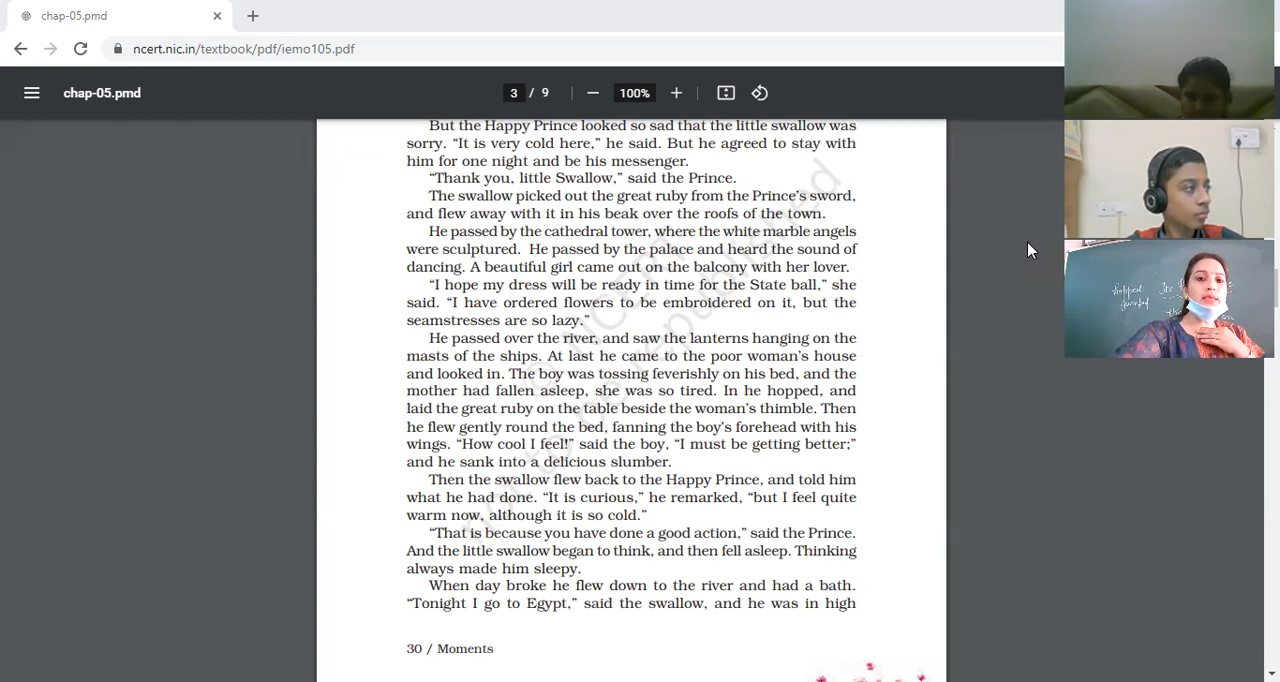 chap-05.pmd
ncert.nic.in/textbook/pdf/iemo105.pdf
chap-05.pmd
3 / 9
100%
But the Happy Prince looked so sad that the little swallow was
sorry. “It is very cold here,” he said. But he agreed to stay with
him for one night and be his messenger.
“Thank you, little Swallow,” said the Prince.
The swallow picked out the great ruby from the Prince’s sword,
and flew away with it in his beak over the roofs of the town.
He passed by the cathedral tower, where the white marble angels
were sculptured. He passed by the palace and heard the sound of
dancing. A beautiful girl came out on the balcony with her lover.
“I hope my dress will be ready in time for the State ball,” she
said. “I have ordered flowers to be embroidered on it, but the
seamstresses are so lazy.”
He passed over the river, and saw the lanterns hanging on the
masts of the ships. At last he came to the poor woman’s house
and looked in. The boy was tossing feverishly on his bed, and the
mother had fallen asleep, she was so tired. In he hopped, and
laid the great ruby on the table beside the woman’s thimble. Then
he flew gently round the bed, fanning the boy’s forehead with his
wings. “How cool I feel!” said the boy, “I must be getting better;”
and he sank into a delicious slumber.
Then the swallow flew back to the Happy Prince, and told him
what he had done. “It is curious,” he remarked, “but I feel quite
warm now, although it is so cold.”
“That is because you have done a good action,” said the Prince.
And the little swallow began to think, and then fell asleep. Thinking
always made him sleepy.
When day broke he flew down to the river and had a bath.
“Tonight I go to Egypt,” said the swallow, and he was in high
30 / Moments
© NCERT
not to be republished
hopped